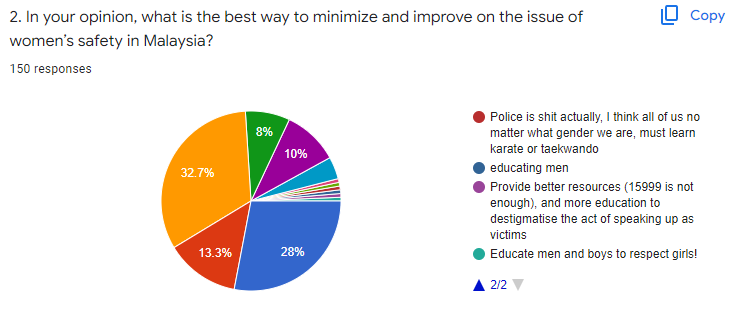 2. In your opinion, what is the best way to minimize and improve on the issue of
women's safety in Malaysia?
Copy
150 responses
8%
10%
32.7%
13.3%
28%
Police is shit actually, I think all of us no
matter what gender we are, must learn
karate or taekwando
educating men
Provide better resources (15999 is not
enough), and more education to
destigmatise the act of speaking up as
victims
Educate men and boys to respect girls!
2/2